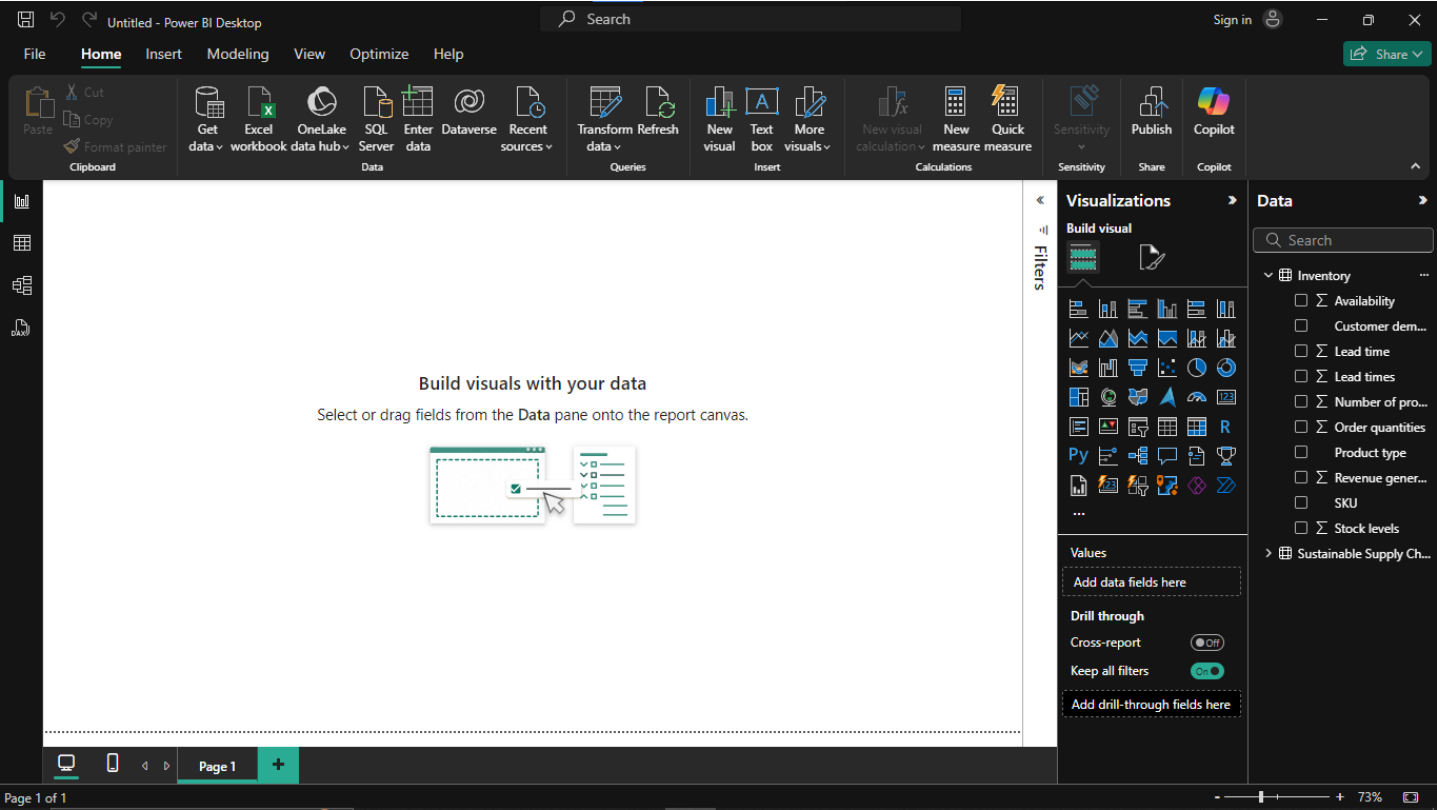 Untitled - Power BI Desktop
Search
Sign in
File Home Insert Modeling View Optimize Help
Share
Paste
Cut
Copy
Format painter
Clipboard
Get data
Excel workbook
OneLake data hub
SQL Server
Enter data
Dataverse
Recent sources
Data
Transform data
Refresh
Queries
New visual
Text box
A
More visuals
Insert
New visual calculation
New measure
Quick measure
Calculations
Sensitivity
Sensitivity
Publish
Share
Copilot
Copilot
DAX
Build visuals with your data
Select or drag fields from the Data pane onto the report canvas.
Filters
Visualizations
Build visual
123
R
Py
123
...
Values
Add data fields here
Drill through
Cross-report
Off
Keep all filters
On
Add drill-through fields here
Data
Search
Inventory
...
Σ Availability
Customer dem...
Σ Lead time
Σ Lead times
Σ Number of pro...
Σ Order quantities
Product type
Σ Revenue gener...
SKU
Σ Stock levels
Sustainable Supply Ch...
Page 1
+
Page 1 of 1
- + 73%